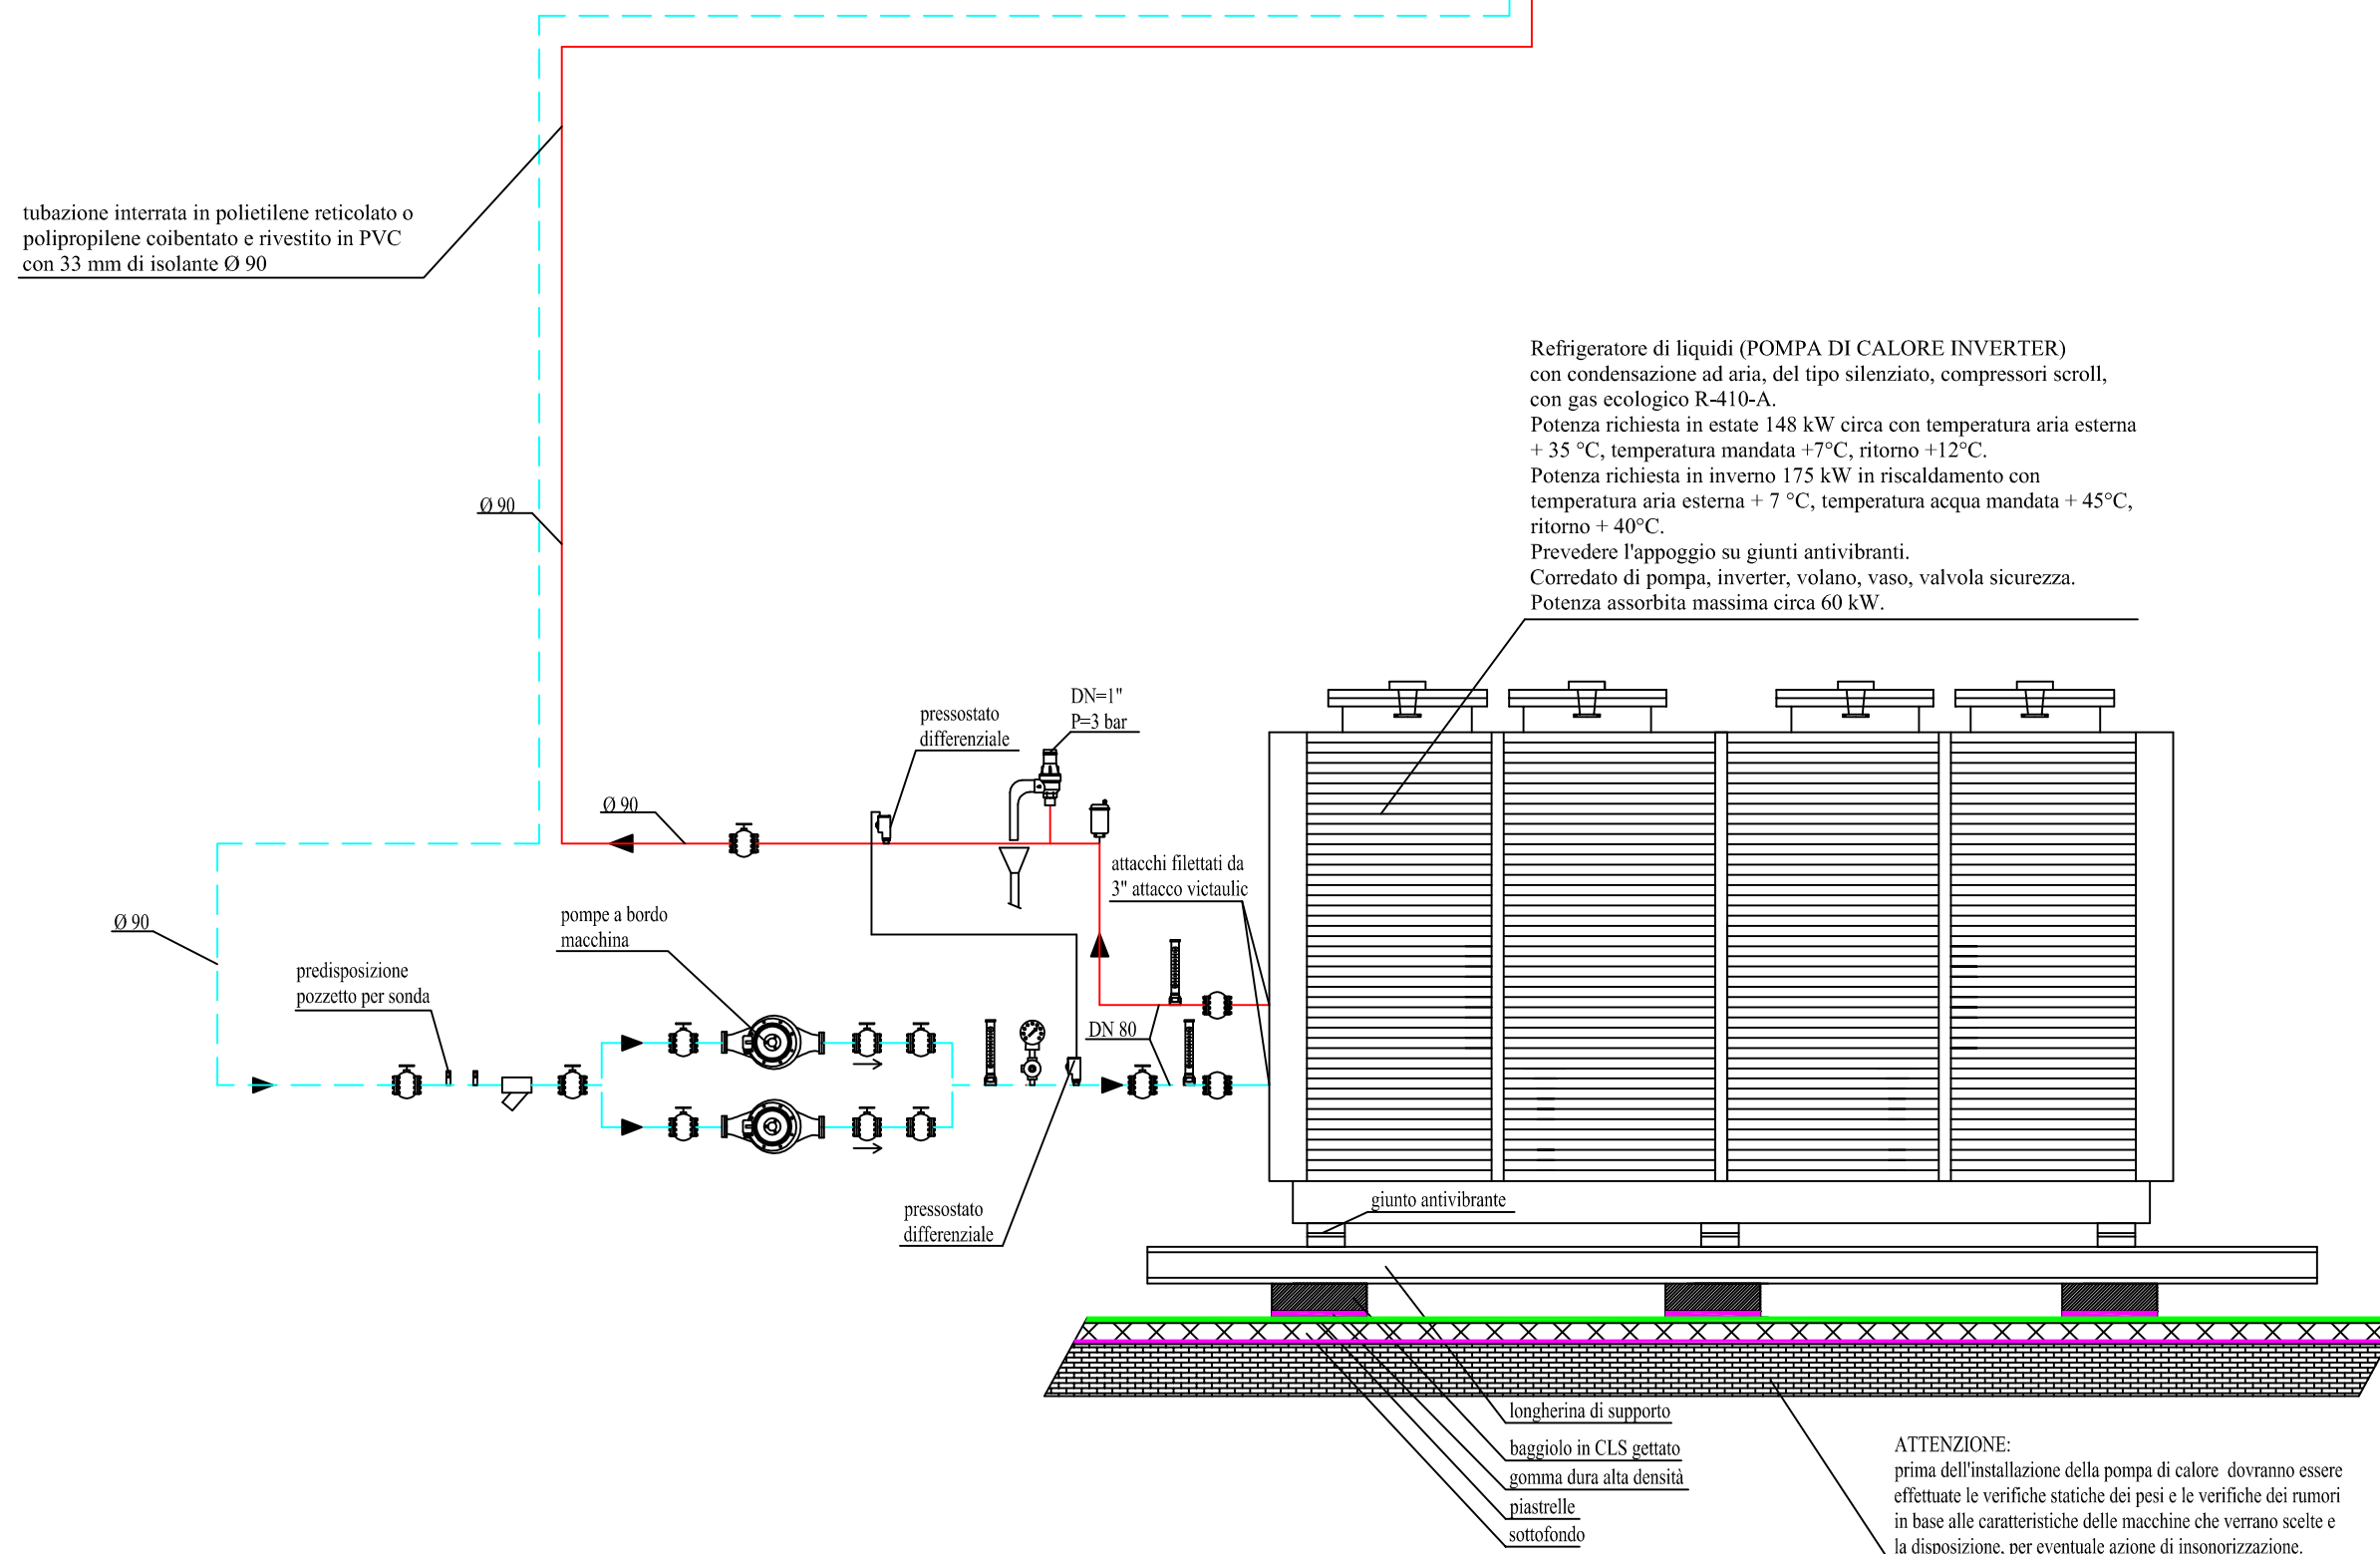 tubazione interrata in polietilene reticolato o
polipropilene coibentato e rivestito in PVC
con 33 mm di isolante Ø 90
Refrigeratore di liquidi (POMPA DI CALORE INVERTER)
con condensazione ad aria, del tipo silenziato, compressori scroll,
con gas ecologico R-410-A.
Potenza richiesta in estate 148 kW circa con temperatura aria esterna
+ 35 °C, temperatura mandata +7°C, ritorno +12°C.
Potenza richiesta in inverno 175 kW in riscaldamento con
temperatura aria esterna + 7 °C, temperatura acqua mandata + 45°C,
ritorno + 40°C.
Prevedere l'appoggio su giunti antivibranti.
Corredato di pompa, inverter, volano, vaso, valvola sicurezza.
Potenza assorbita massima circa 60 kW.
Ø 90
DN=1"
P=3 bar
pressostato
differenziale
Ø 90
attacchi filettati da
3" attacco victaulic
pompe a bordo
macchina
Ø 90
predisposizione
pozzetto per sonda
DN 80
pressostato
differenziale
giunto antivibrante
longherina di supporto
baggiolo in CLS gettato
gomma dura alta densità
piastrelle
sottofondo
ATTENZIONE:
prima dell'installazione della pompa di calore dovranno essere
effettuate le verifiche statiche dei pesi e le verifiche dei rumori
in base alle caratteristiche delle macchine che verrano scelte e
la disposizione, per eventuale azione di insonorizzazione.